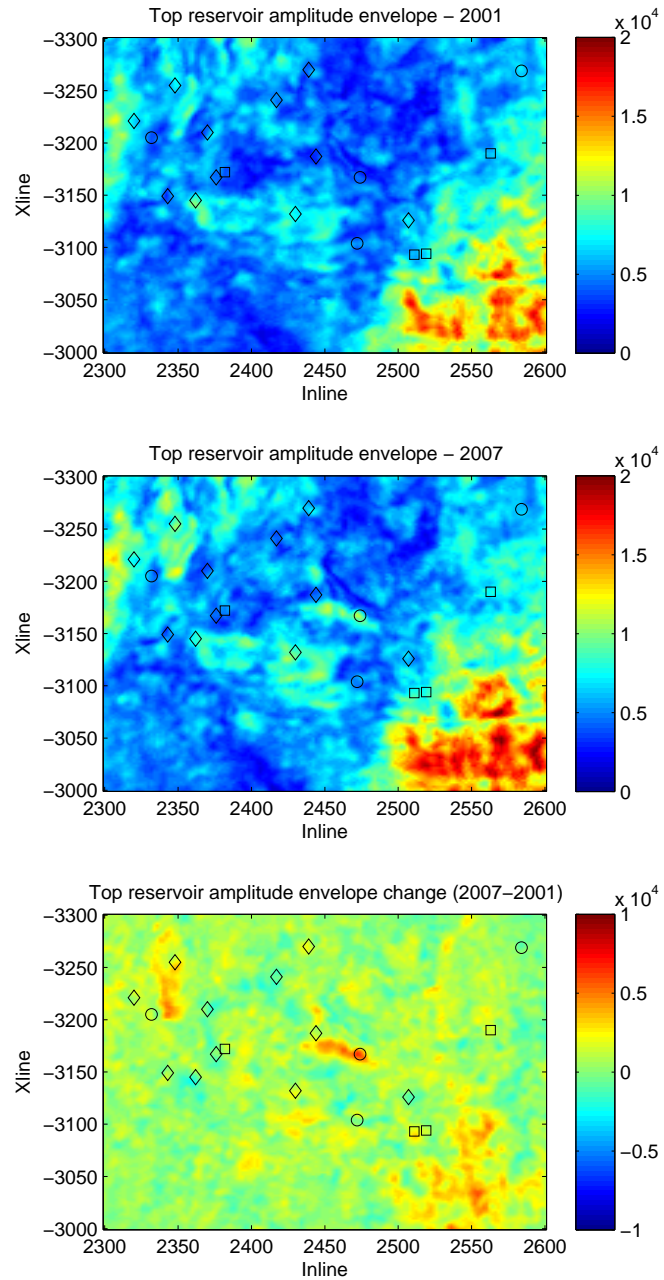 Top reservoir amplitude envelope − 2001
x 10^4
−3300
−3250
−3200
−3150
−3100
−3050
−3000
Xline
2300 2350 2400 2450 2500 2550 2600
Inline
2
1.5
1
0.5
0
Top reservoir amplitude envelope − 2007
x 10^4
−3300
−3250
−3200
−3150
−3100
−3050
−3000
Xline
2300 2350 2400 2450 2500 2550 2600
Inline
2
1.5
1
0.5
0
Top reservoir amplitude envelope change (2007−2001)
x 10^4
−3300
−3250
−3200
−3150
−3100
−3050
−3000
Xline
2300 2350 2400 2450 2500 2550 2600
Inline
1
0.5
0
−0.5
−1